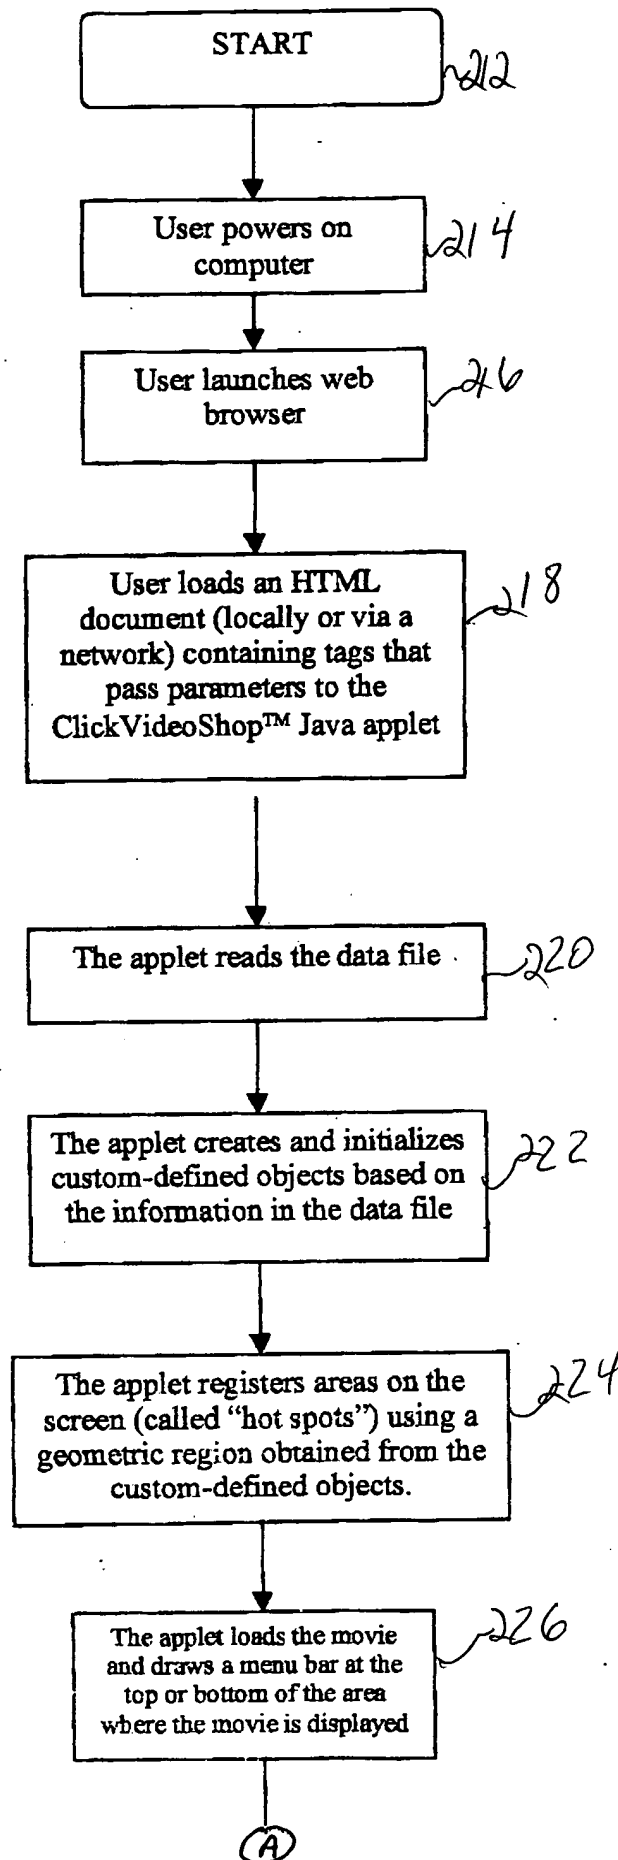 START
212
User powers on
computer
214
User launches web
browser
216
User loads an HTML
document (locally or via a
network) containing tags that
pass parameters to the
ClickVideoShop™ Java applet
218
The applet reads the data file
220
The applet creates and initializes
custom-defined objects based on
the information in the data file
222
The applet registers areas on the
screen (called “hot spots”) using a
geometric region obtained from the
custom-defined objects.
224
The applet loads the movie
and draws a menu bar at the
top or bottom of the area
where the movie is displayed
226
A